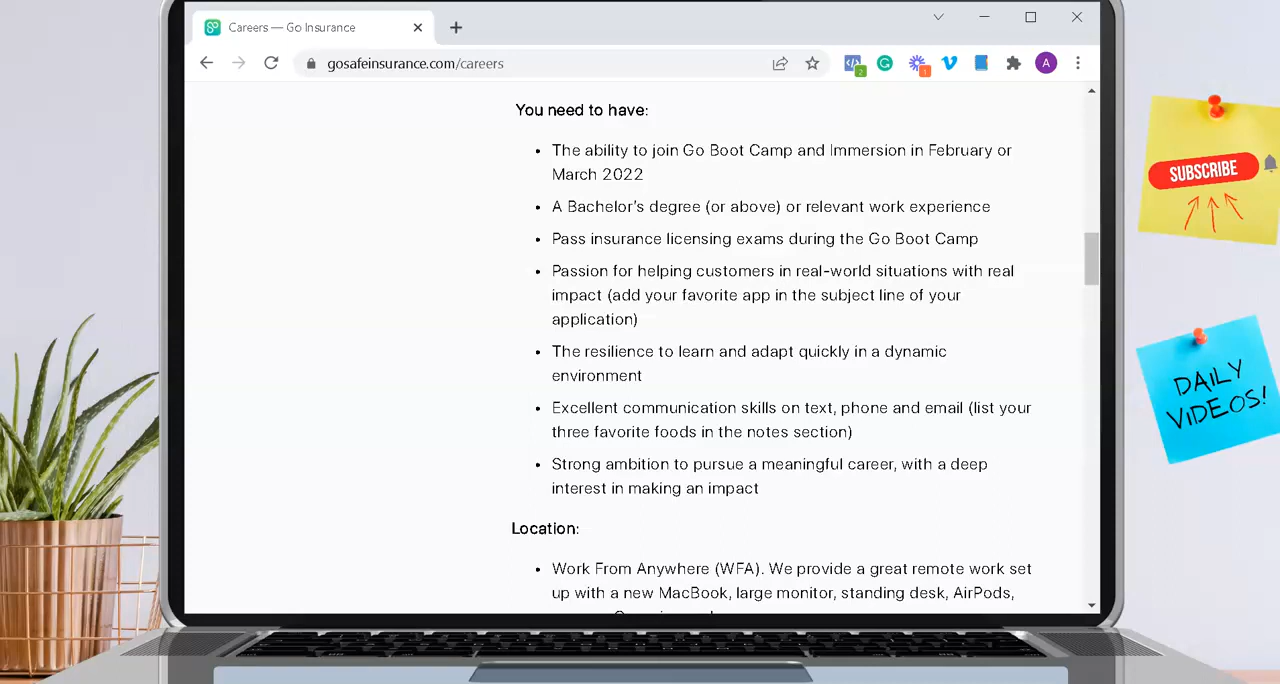 Careers — Go Insurance
gosafeinsurance.com/careers
2
1
A
You need to have:
• The ability to join Go Boot Camp and Immersion in February or
March 2022
• A Bachelor's degree (or above) or relevant work experience
• Pass insurance licensing exams during the Go Boot Camp
• Passion for helping customers in real-world situations with real
impact (add your favorite app in the subject line of your
application)
• The resilience to learn and adapt quickly in a dynamic
environment
• Excellent communication skills on text, phone and email (list your
three favorite foods in the notes section)
• Strong ambition to pursue a meaningful career, with a deep
interest in making an impact
Location:
• Work From Anywhere (WFA). We provide a great remote work set
up with a new MacBook, large monitor, standing desk, AirPods,
SUBSCRIBE
DAILY
VIDEOS!